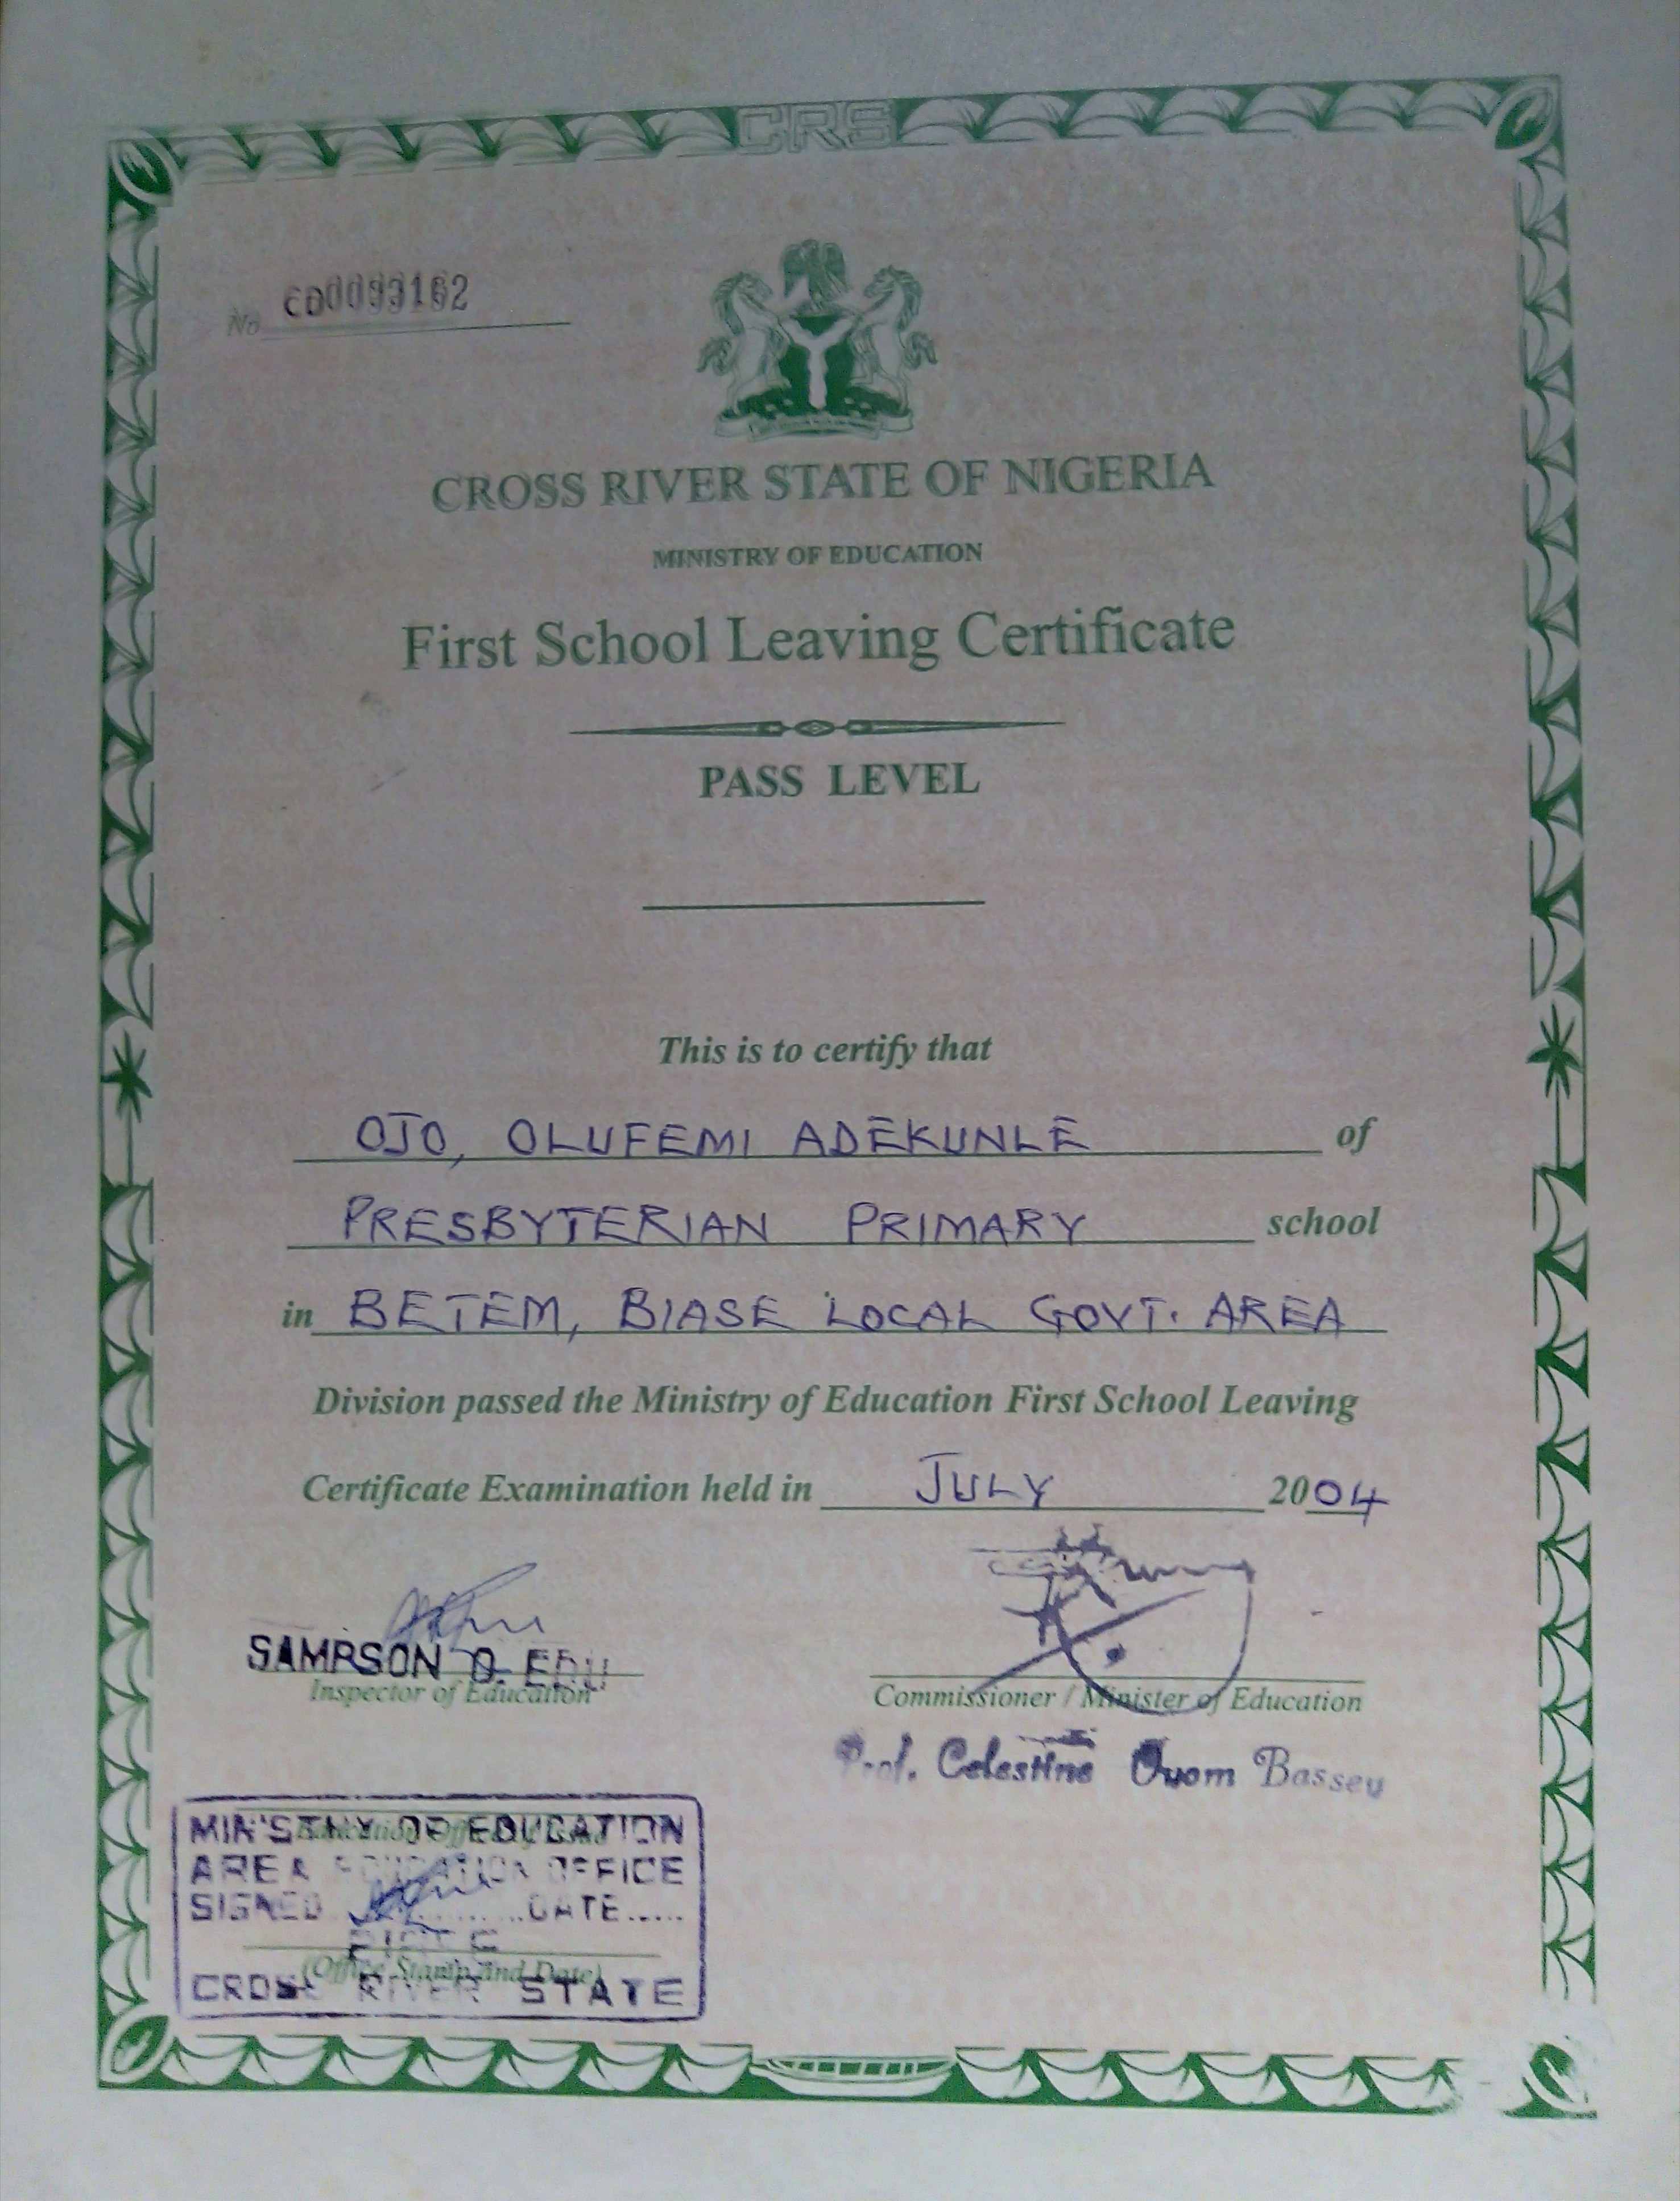 CRS
No CD0093162
CROSS RIVER STATE OF NIGERIA
MINISTRY OF EDUCATION
First School Leaving Certificate
PASS LEVEL
This is to certify that
OJO, OLUFEMI ADEKUNLE of
PRESBYTERIAN PRIMARY school
in BETEM, BIASE LOCAL GOVT. AREA
Division passed the Ministry of Education First School Leaving
Certificate Examination held in JULY 2004
SAMPSON O. EDU
Inspector of Education
Commissioner / Minister of Education
Prof. Celestine Bassey
MINISTRY OF EDUCATION
AREA EDUCATION OFFICE
SIGNED ............ DATE......
(Office Stamp and Date)
CROSS RIVER STATE